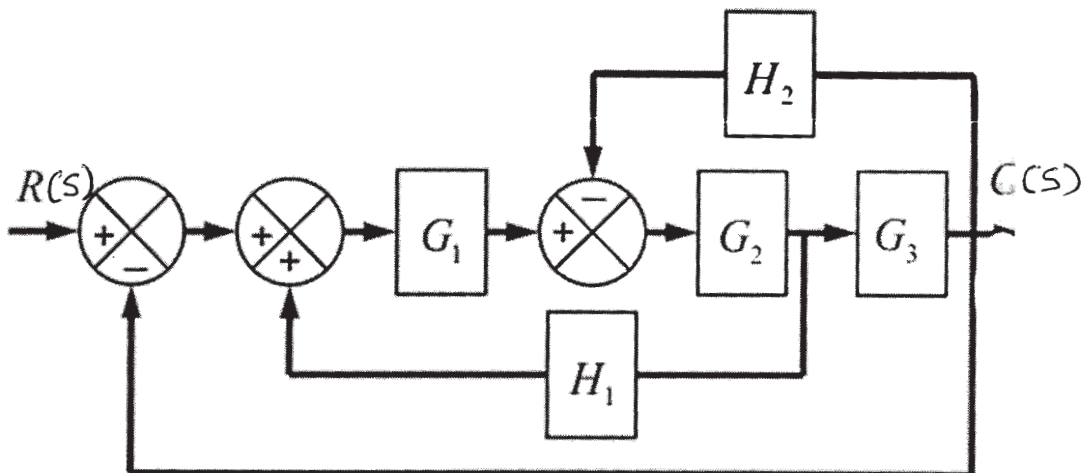 H₂
R(S)
+
−
+
+
G₁
+
−
G₂
G₃
C(S)
H₁